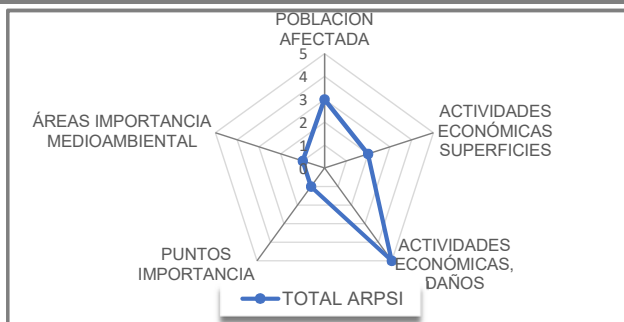 POBLACIÓN
AFECTADA
5
4
3
2
1
0
ACTIVIDADES
ECONÓMICAS
SUPERFICIES
ACTIVIDADES
ECONÓMICAS,
DAÑOS
PUNTOS
IMPORTANCIA
ÁREAS IMPORTANCIA
MEDIOAMBIENTAL
TOTAL ARPSI